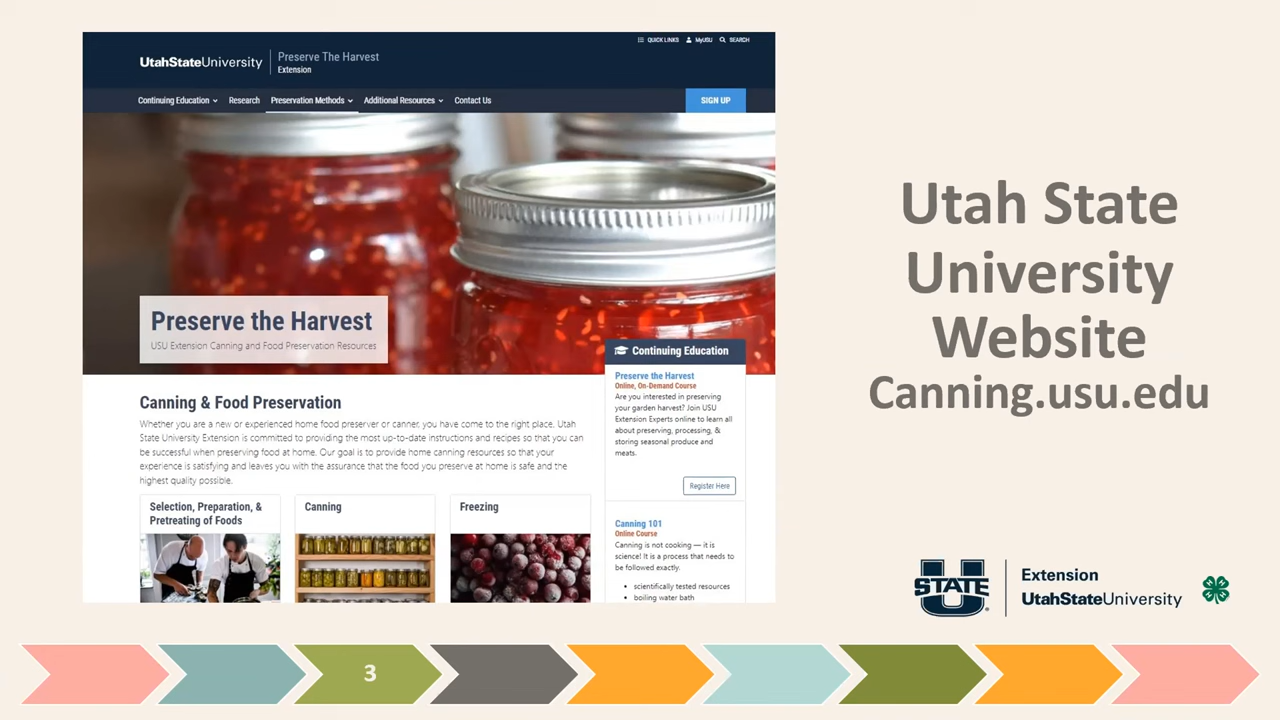 QUICK LINKS MyUSU SEARCH
UtahStateUniversity
Preserve The Harvest
Extension
Continuing Education Research Preservation Methods Additional Resources Contact Us
SIGN UP
Preserve the Harvest
USU Extension Canning and Food Preservation Resources
Canning & Food Preservation
Whether you are a new or experienced home food preserver or canner, you have come to the right place. Utah
State University Extension is committed to providing the most up-to-date instructions and recipes so that you can
be successful when preserving food at home. Our goal is to provide home canning resources so that your
experience is satisfying and leaves you with the assurance that the food you preserve at home is safe and the
highest quality possible.
Selection, Preparation, &
Pretreating of Foods
Canning
Freezing
Continuing Education
Preserve the Harvest
Online, On-Demand Course
Are you interested in preserving
your garden harvest? Join USU
Extension Experts online to learn all
about preserving, processing, &
storing seasonal produce and
meats.
Register Here
Canning 101
Online Course
Canning is not cooking — it is
science! It is a process that needs to
be followed exactly.
• scientifically tested resources
• boiling water bath
Utah State
University
Website
Canning.usu.edu
U STATE
Extension
UtahStateUniversity
H H H H
3